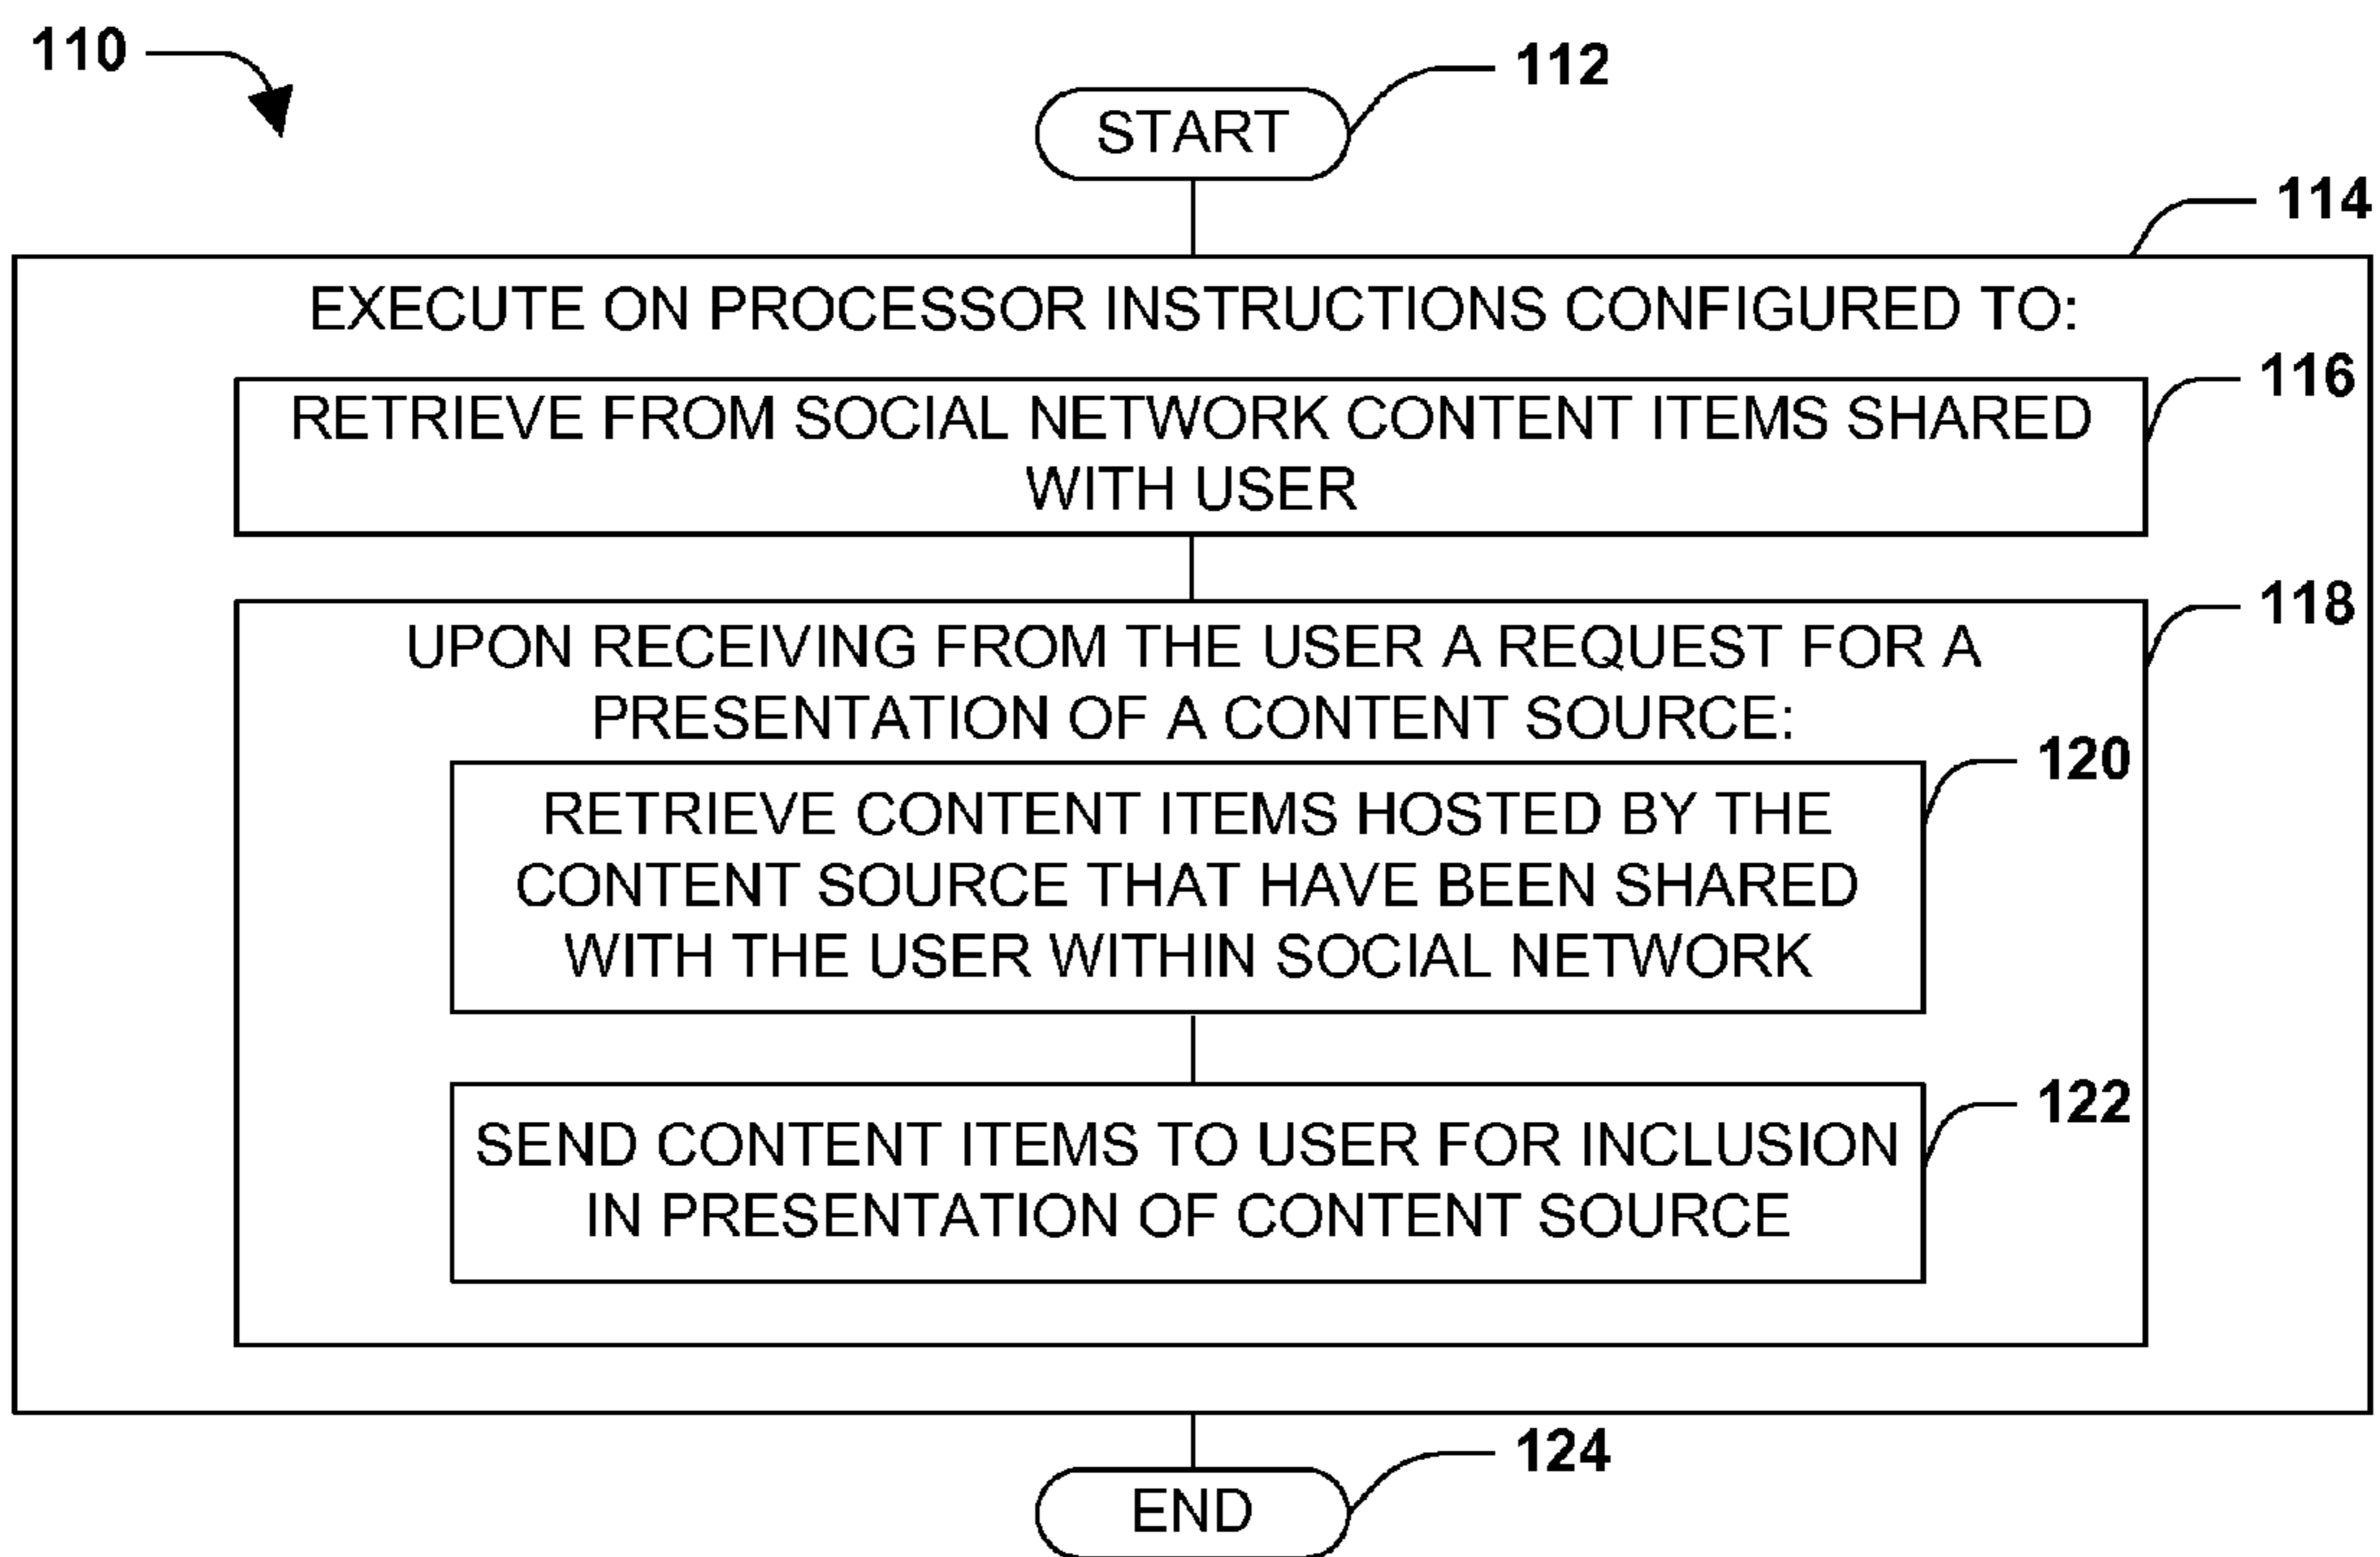 110
112
START
114
EXECUTE ON PROCESSOR INSTRUCTIONS CONFIGURED TO:
116
RETRIEVE FROM SOCIAL NETWORK CONTENT ITEMS SHARED
WITH USER
118
UPON RECEIVING FROM THE USER A REQUEST FOR A
PRESENTATION OF A CONTENT SOURCE:
120
RETRIEVE CONTENT ITEMS HOSTED BY THE
CONTENT SOURCE THAT HAVE BEEN SHARED
WITH THE USER WITHIN SOCIAL NETWORK
122
SEND CONTENT ITEMS TO USER FOR INCLUSION
IN PRESENTATION OF CONTENT SOURCE
124
END